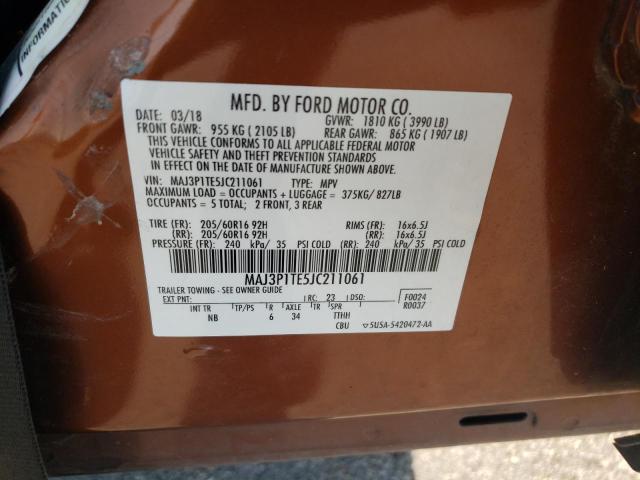 INFORMATION
MFD. BY FORD MOTOR CO.
DATE: 03/18 GVWR: 1810 KG ( 3990 LB)
FRONT GAWR: 955 KG ( 2105 LB) REAR GAWR: 865 KG ( 1907 LB)
THIS VEHICLE CONFORMS TO ALL APPLICABLE FEDERAL MOTOR
VEHICLE SAFETY AND THEFT PREVENTION STANDARDS
IN EFFECT ON THE DATE OF MANUFACTURE SHOWN ABOVE.
VIN: MAJ3P1TE5JC211061 TYPE: MPV
MAXIMUM LOAD = OCCUPANTS + LUGGAGE = 375KG/ 827LB
OCCUPANTS = 5 TOTAL; 2 FRONT, 3 REAR
TIRE (FR): 205/60R16 92H RIMS (FR): 16x6.5J
(RR): 205/60R16 92H (RR): 16x6.5J
PRESSURE (FR): 240 kPa/ 35 PSI COLD (RR): 240 kPa/ 35 PSI COLD
MAJ3P1TE5JC211061
TRAILER TOWING - SEE OWNER GUIDE
EXT PNT: RC: 23 DSO: F0024
R0037
INT TR TP/PS R AXLE TR SPR
NB 6 34 TTHH
CBU 5U5A-5420472-AA